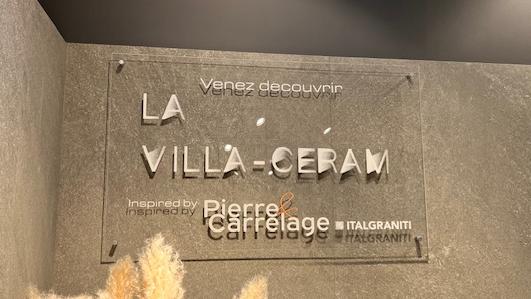 Venez decouvrir
LA
VILLA-CERAM
Inspired by Pierre & Carrelage ITALGRANITI